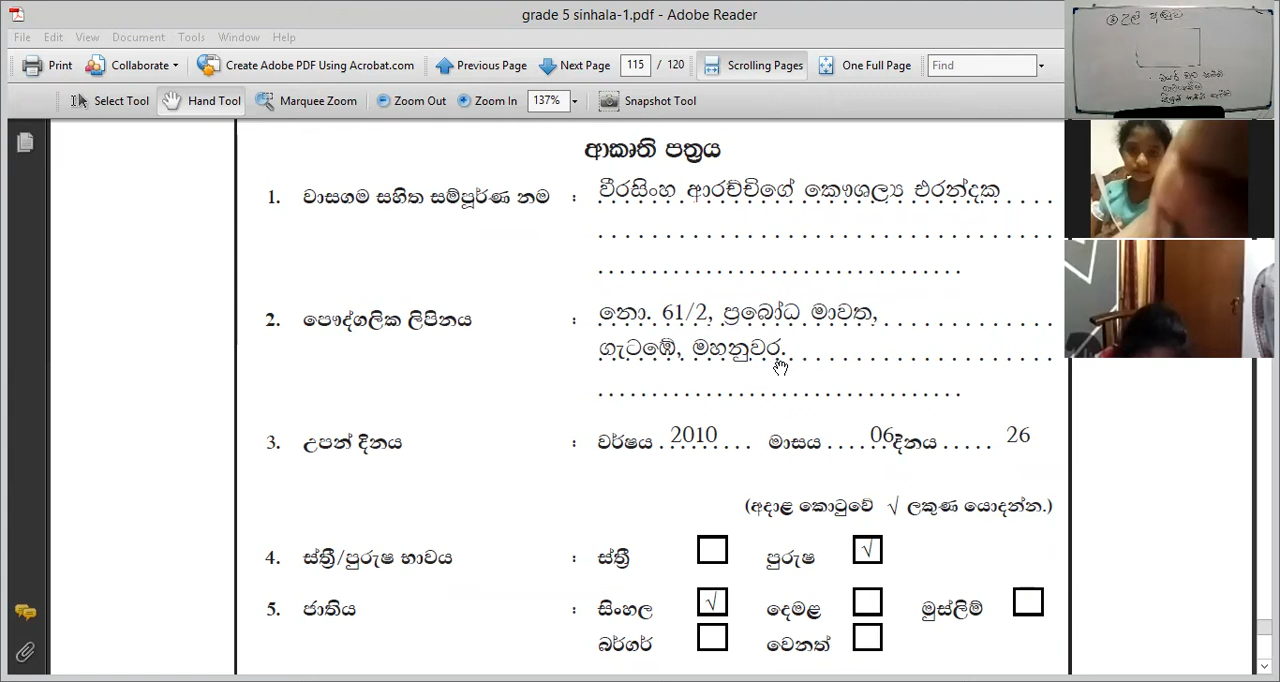 grade 5 sinhala-1.pdf - Adobe Reader
File Edit View Document Tools Window Help
Print Collaborate Create Adobe PDF Using Acrobat.com Previous Page Next Page 115 / 120 Scrolling Pages One Full Page Find
Select Tool Hand Tool Marquee Zoom Zoom Out Zoom In 137% Snapshot Tool
ආකෘති පත්‍රය
1. වාසගම සහිත සම්පූර්ණ නම : වීරසිංහ ආරච්චිගේ කෞශල්‍ය එරන්දක
2. පෞද්ගලික ලිපිනය : නො. 61/2, ප්‍රබෝධ මාවත,
ගැටඹේ, මහනුවර.
3. උපන් දිනය : වර්ෂය 2010 මාසය 06 දිනය 26
(අදාළ කොටුවේ √ ලකුණ යොදන්න.)
4. ස්ත්‍රී/පුරුෂ භාවය : ස්ත්‍රී පුරුෂ √
5. ජාතිය : සිංහල √ දෙමළ මුස්ලිම්
බර්ගර් වෙනත්